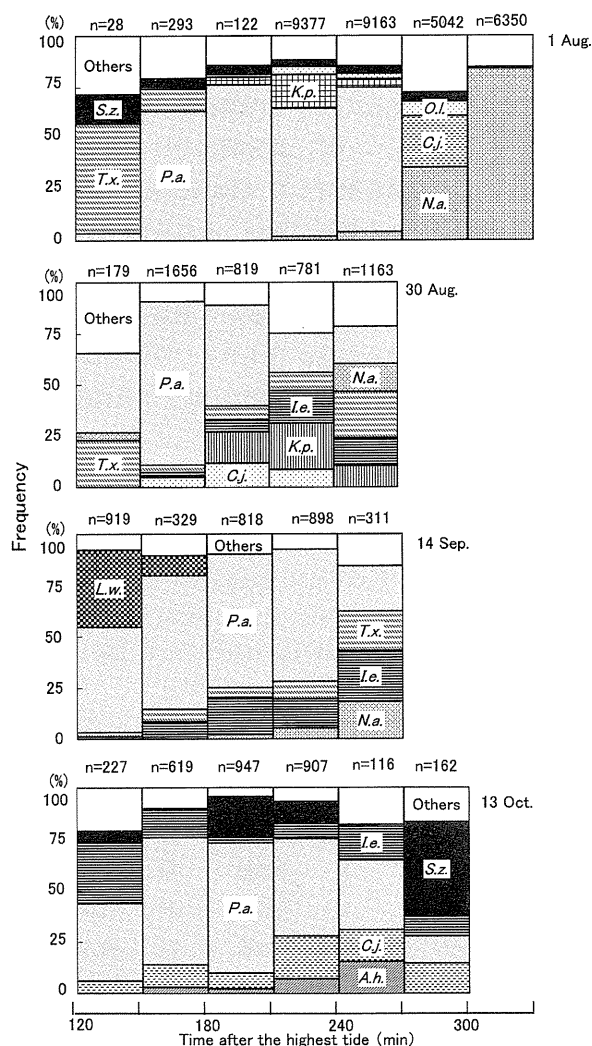 n=28 n=293 n=122 n=9377 n=9163 n=5042 n=6350
(%)
100
75
50
25
0
1 Aug.
Others
S.z.
T.x.
P.a.
K.p.
O.l.
C.j.
N.a.
n=179 n=1656 n=819 n=781 n=1163
(%)
100
75
50
25
0
30 Aug.
Others
T.x.
P.a.
C.j.
I.e.
K.p.
N.a.
Frequency
n=919 n=329 n=818 n=898 n=311
(%)
100
75
50
25
0
14 Sep.
L.w.
Others
P.a.
T.x.
I.e.
N.a.
n=227 n=619 n=947 n=907 n=116 n=162
(%)
100
75
50
25
0
13 Oct.
P.a.
I.e.
C.j.
A.h.
Others
S.z.
120 180 240 300
Time after the highest tide (min)